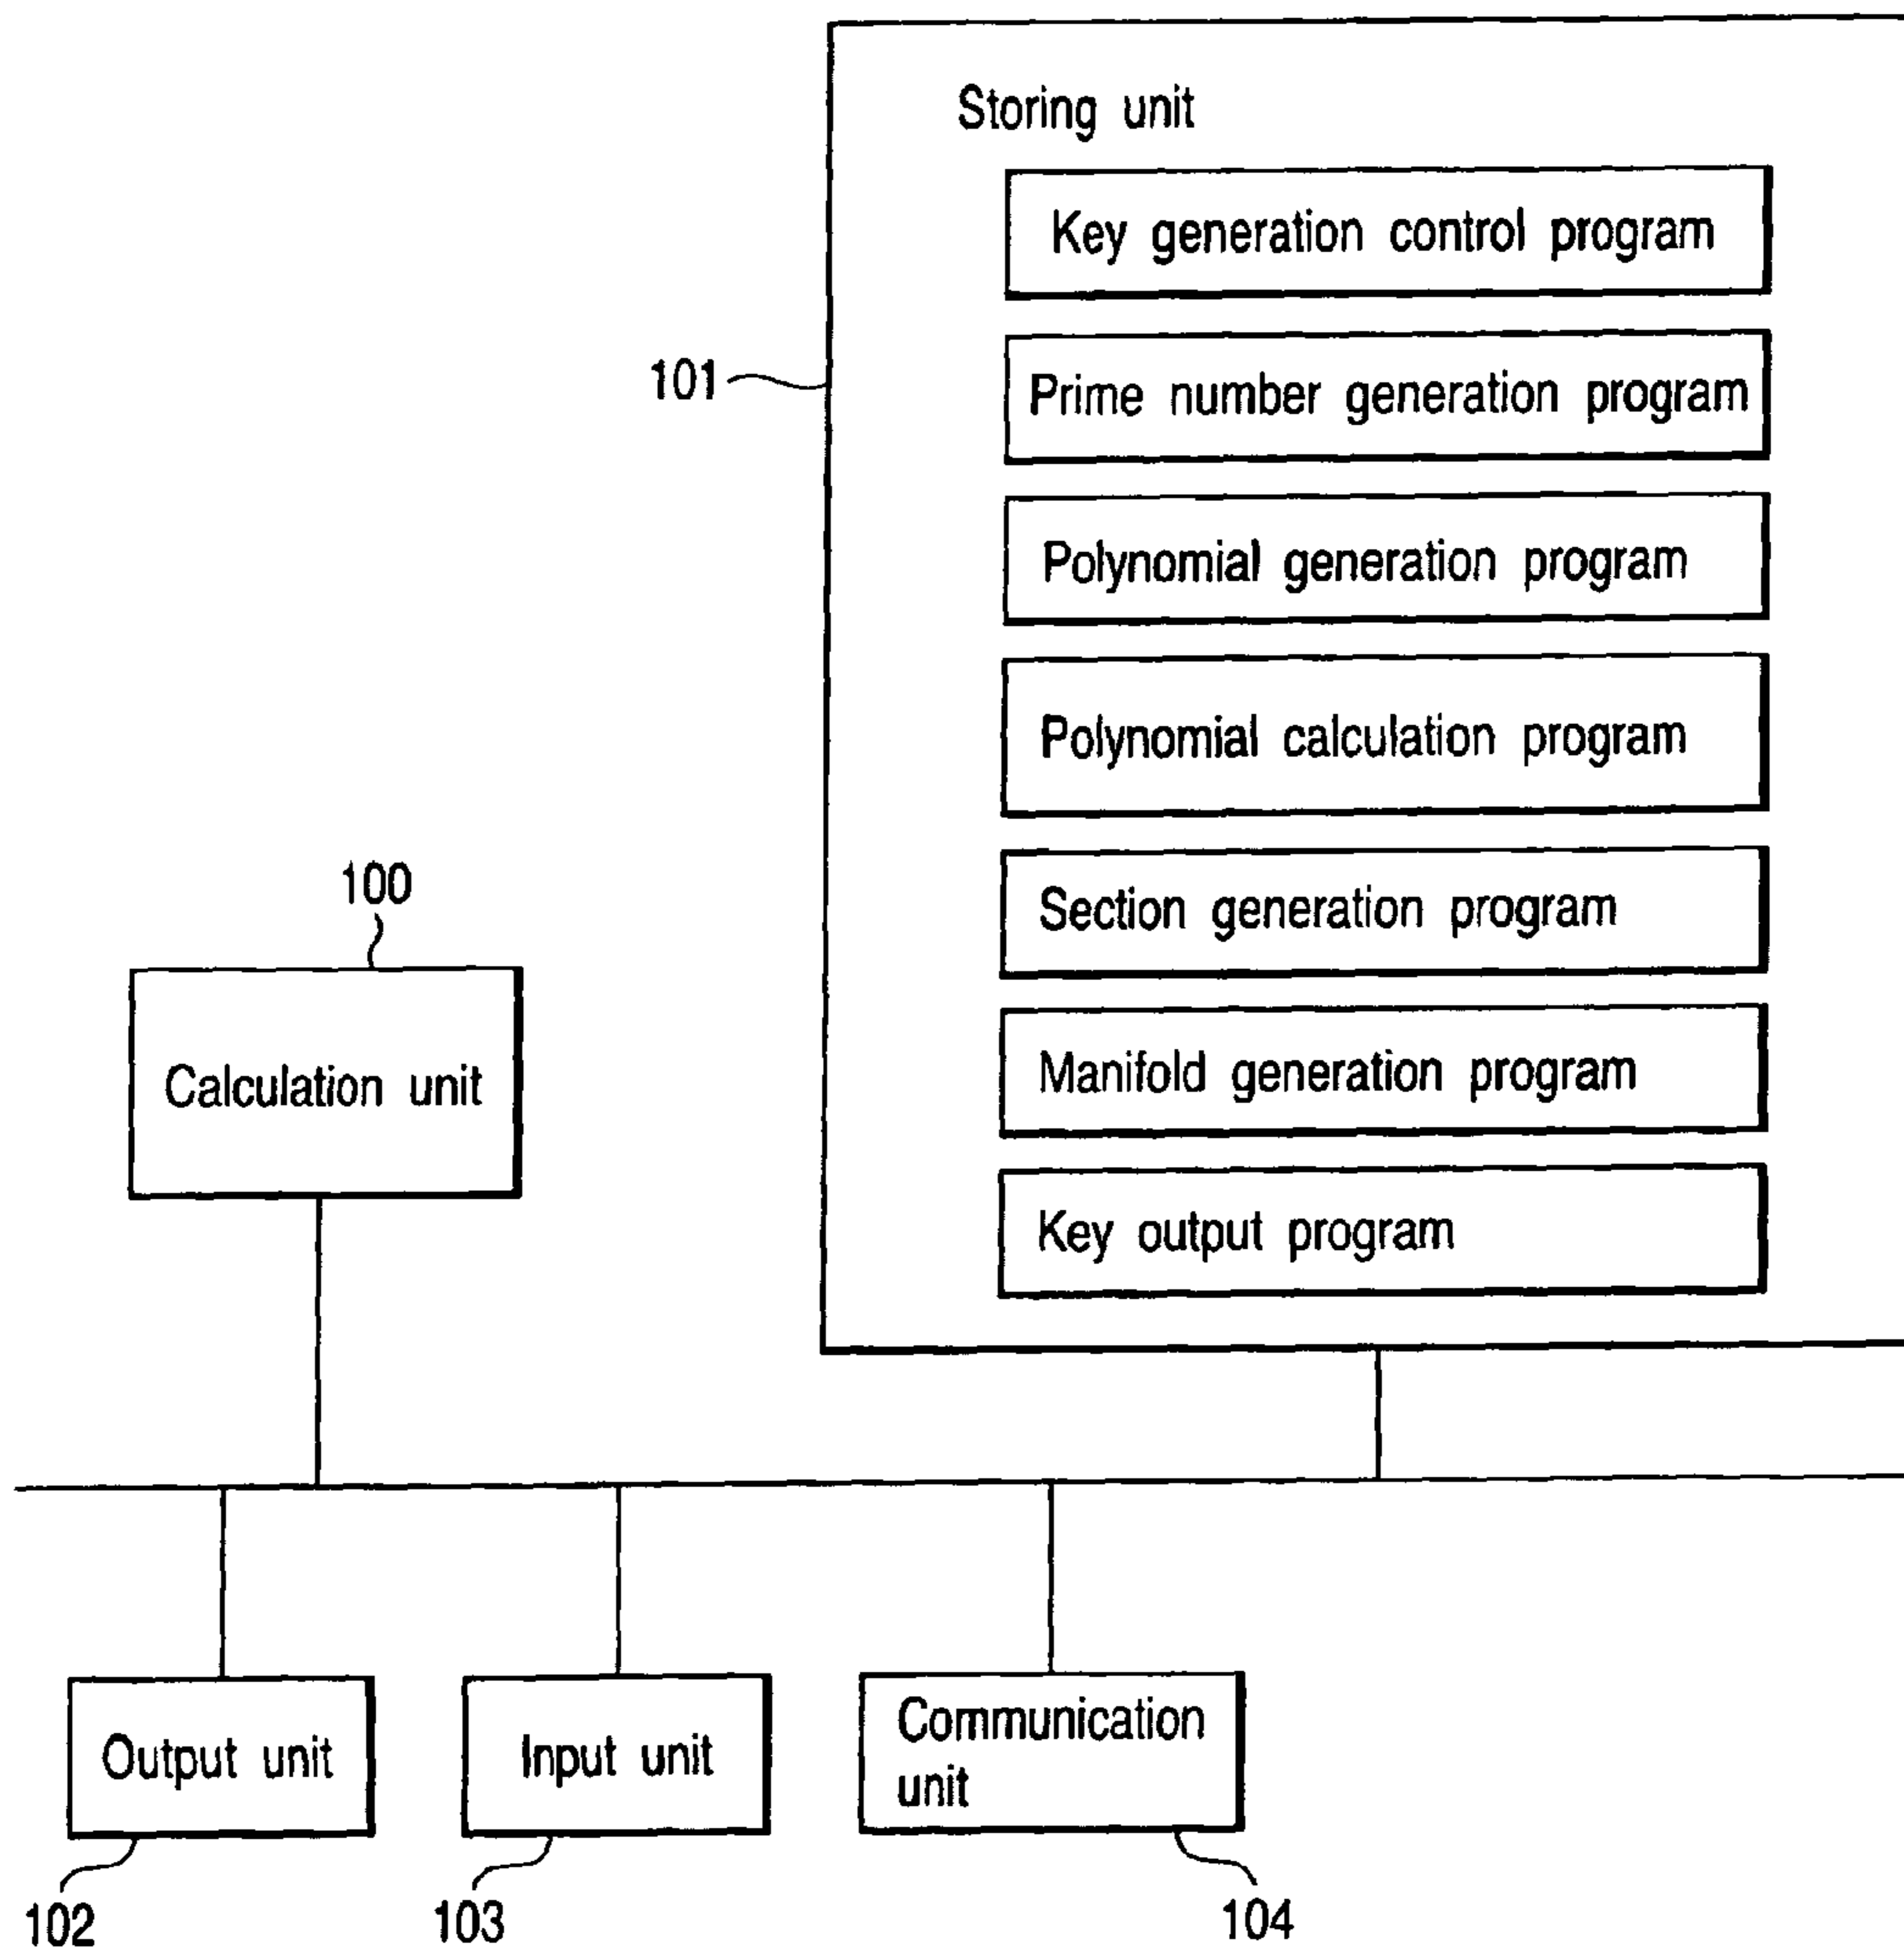 Storing unit
Key generation control program
Prime number generation program
101
Polynomial generation program
Polynomial calculation program
100
Section generation program
Calculation unit
Manifold generation program
Key output program
Output unit
Input unit
Communication
unit
102
103
104